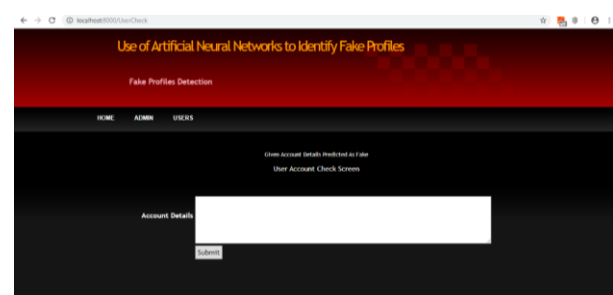 localhost:8000/UserCheck
Use of Artificial Neural Networks to Identify Fake Profiles
Fake Profiles Detection
HOME ADMIN USERS
Given Account Details Predicted As Fake
User Account Check Screen
Account Details
Submit